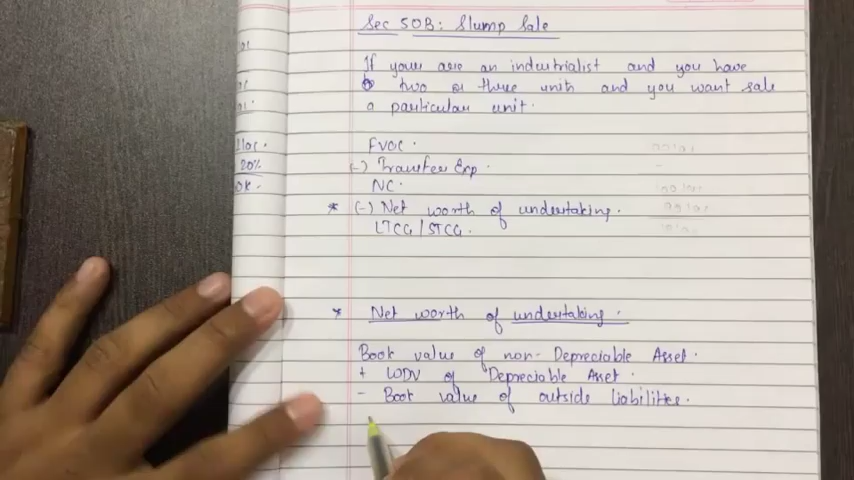 Sec 50B: Slump Sale
If your are an industrialist and you have
two or three units and you want sale
a particular unit.
FVOC.
(-) Transfer Exp.
NC.
* (-) Net worth of undertaking.
LTCG/STCG.
* Net worth of undertaking.
Book value of non-Depreciable Asset.
+ WDV of Depreciable Asset.
- Book value of outside liabilities.
20%